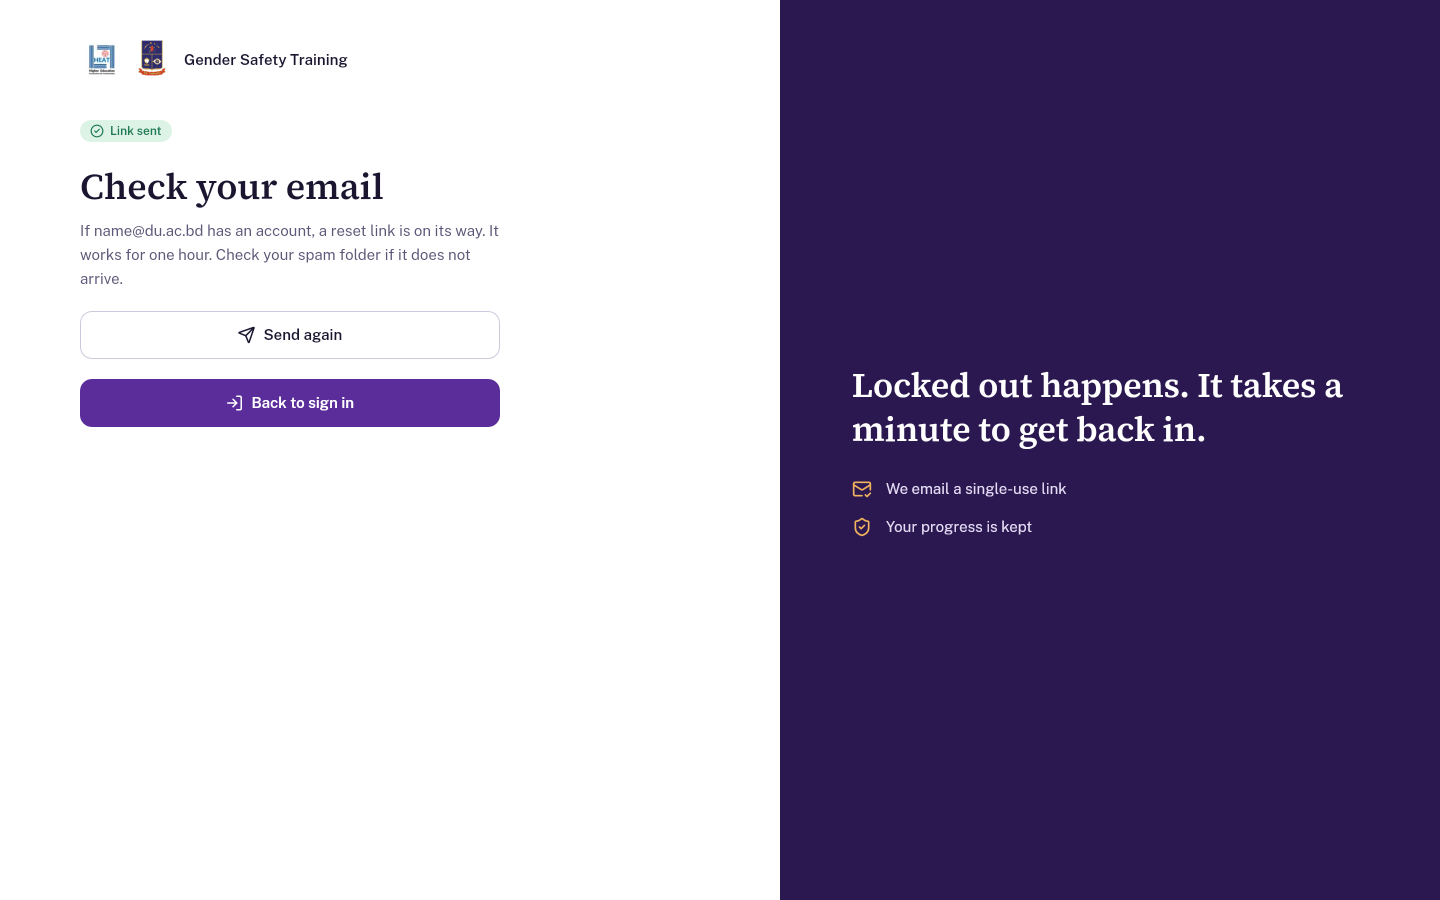 HEAT
Gender Safety Training
Link sent
Check your email
If name@du.ac.bd has an account, a reset link is on its way. It
works for one hour. Check your spam folder if it does not
arrive.
Send again
Back to sign in
Locked out happens. It takes a
minute to get back in.
We email a single-use link
Your progress is kept